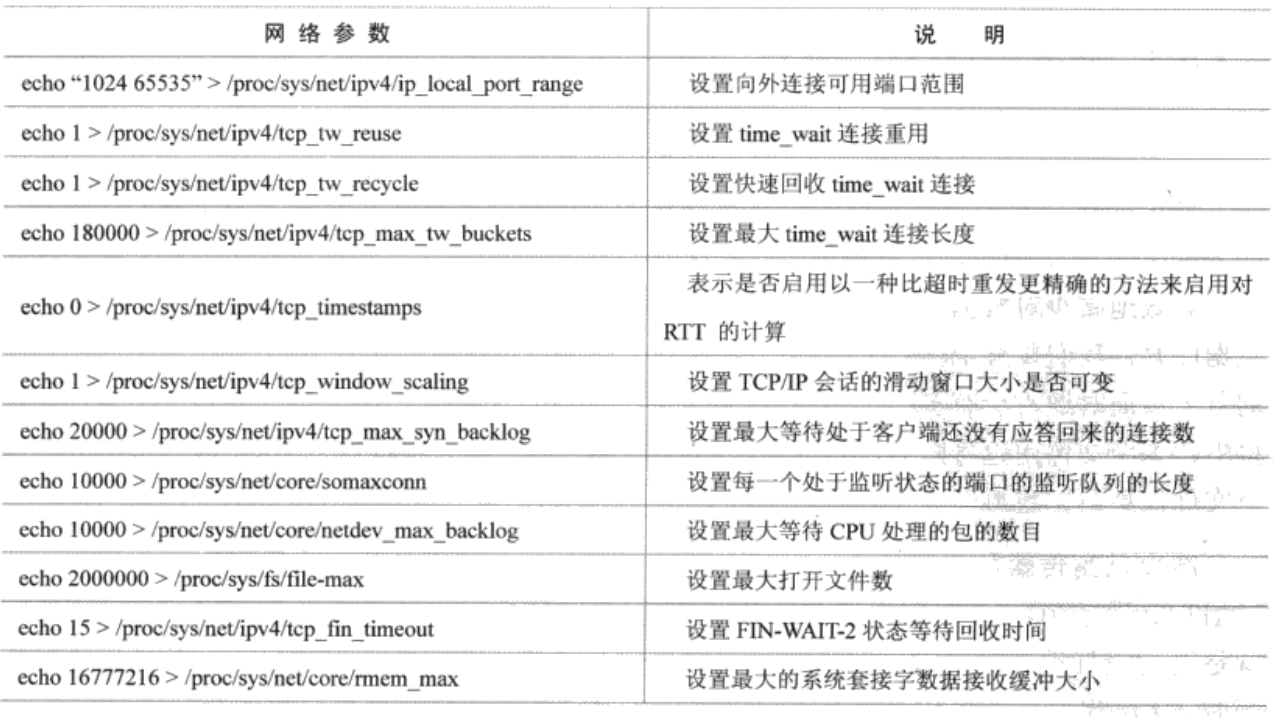 网 络 参 数 说 明
echo “1024 65535” > /proc/sys/net/ipv4/ip_local_port_range 设置向外连接可用端口范围
echo 1 > /proc/sys/net/ipv4/tcp_tw_reuse 设置 time_wait 连接重用
echo 1 > /proc/sys/net/ipv4/tcp_tw_recycle 设置快速回收 time_wait 连接
echo 180000 > /proc/sys/net/ipv4/tcp_max_tw_buckets 设置最大 time_wait 连接长度
echo 0 > /proc/sys/net/ipv4/tcp_timestamps 表示是否启用以一种比超时重发更精确的方法来启用对
RTT 的计算
echo 1 > /proc/sys/net/ipv4/tcp_window_scaling 设置 TCP/IP 会话的滑动窗口大小是否可变
echo 20000 > /proc/sys/net/ipv4/tcp_max_syn_backlog 设置最大等待处于客户端还没有应答回来的连接数
echo 10000 > /proc/sys/net/core/somaxconn 设置每一个处于监听状态的端口的监听队列的长度
echo 10000 > /proc/sys/net/core/netdev_max_backlog 设置最大等待 CPU 处理的包的数目
echo 2000000 > /proc/sys/fs/file-max 设置最大打开文件数
echo 15 > /proc/sys/net/ipv4/tcp_fin_timeout 设置 FIN-WAIT-2 状态等待回收时间
echo 16777216 > /proc/sys/net/core/rmem_max 设置最大的系统套接字数据接收缓冲大小